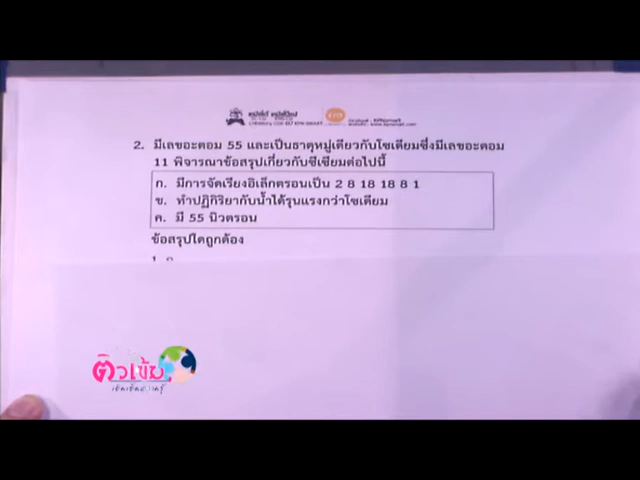 2. มีเลขอะตอม 55 และเป็นธาตุหมู่เดียวกับโซเดียมซึ่งมีเลขอะตอม
11 พิจารณาข้อสรุปเกี่ยวกับซีเซียมต่อไปนี้
ก. มีการจัดเรียงอิเล็กตรอนเป็น 2 8 18 18 8 1
ข. ทำปฏิกิริยากับน้ำได้รุนแรงกว่าโซเดียม
ค. มี 55 นิวตรอน
ข้อสรุปใดถูกต้อง
ติวเข้ม